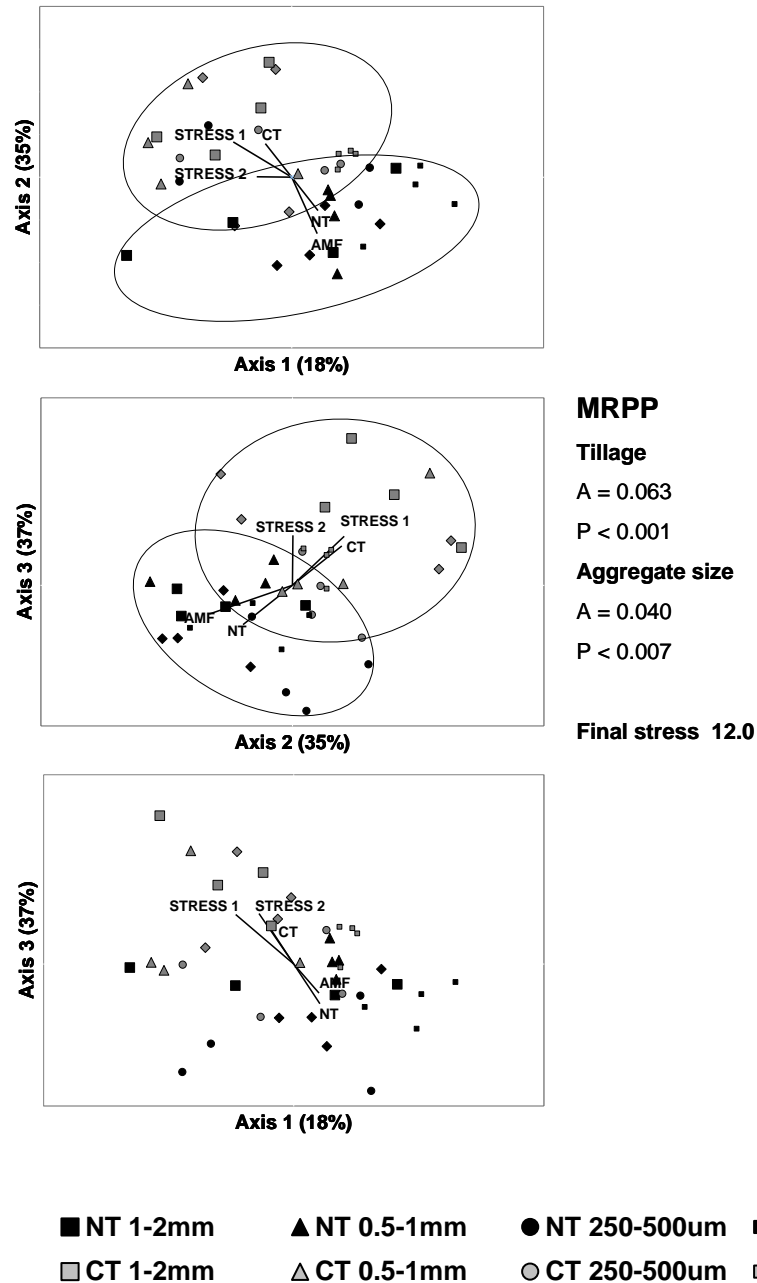 Axis 2 (35%)
STRESS 1 CT
STRESS 2
NT
AMF
Axis 1 (18%)
Axis 3 (37%)
STRESS 2
STRESS 1
CT
AMF
NT
Axis 2 (35%)
MRPP
Tillage
A = 0.063
P < 0.001
Aggregate size
A = 0.040
P < 0.007
Final stress 12.0
Axis 3 (37%)
STRESS 1 STRESS 2
CT
AMF
NT
Axis 1 (18%)
NT 1-2mm NT 0.5-1mm NT 250-500um
CT 1-2mm CT 0.5-1mm CT 250-500um